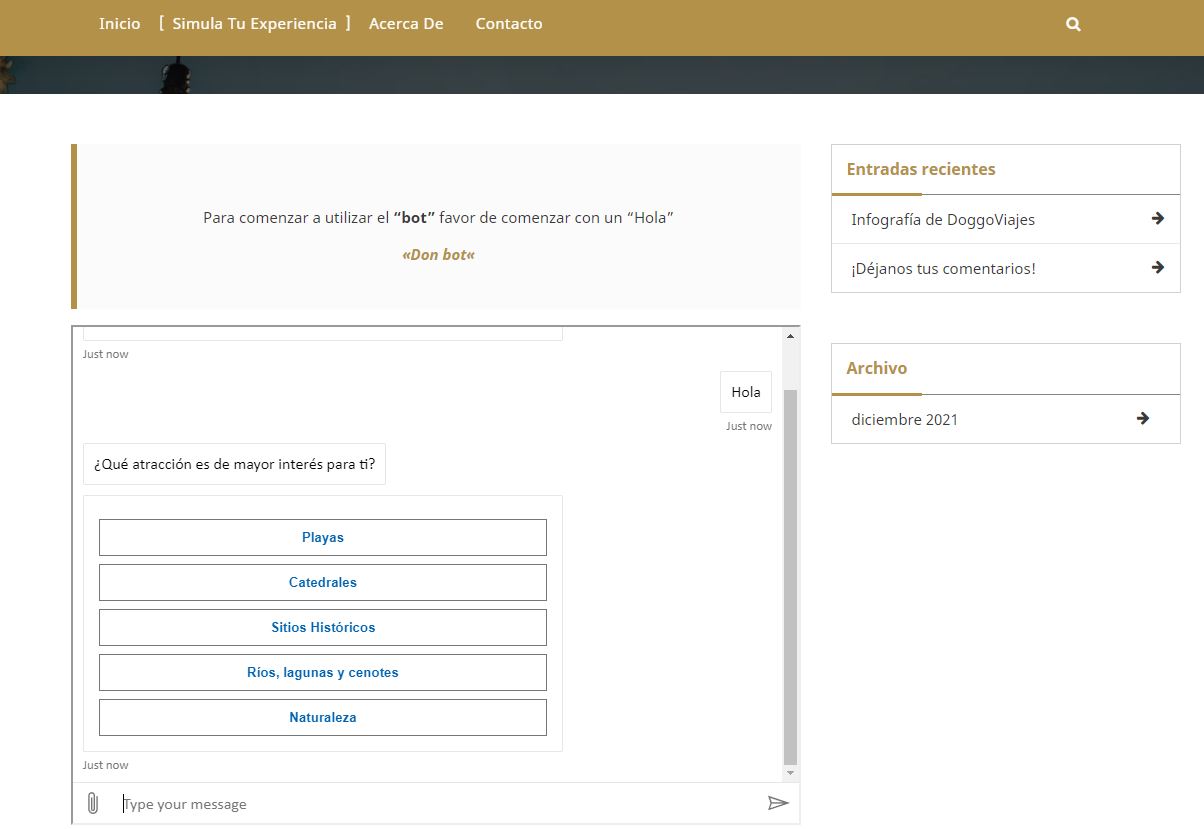 Inicio [ Simula Tu Experiencia ] Acerca De Contacto
Para comenzar a utilizar el “bot” favor de comenzar con un “Hola”
«Don bot«
Just now
Hola
Just now
¿Qué atracción es de mayor interés para ti?
Playas
Catedrales
Sitios Históricos
Ríos, lagunas y cenotes
Naturaleza
Just now
Type your message
Entradas recientes
Infografía de DoggoViajes
¡Déjanos tus comentarios!
Archivo
diciembre 2021